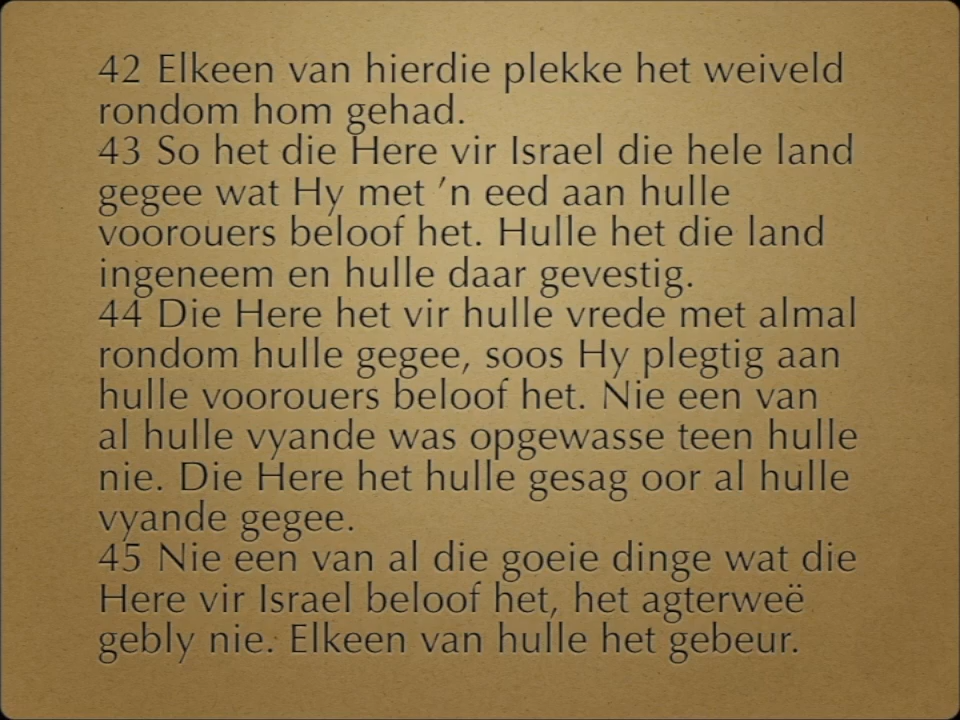 42 Elkeen van hierdie plekke het weiveld
rondom hom gehad.
43 So het die Here vir Israel die hele land
gegee wat Hy met ’n eed aan hulle
voorouers beloof het. Hulle het die land
ingeneem en hulle daar gevestig.
44 Die Here het vir hulle vrede met almal
rondom hulle gegee, soos Hy plegtig aan
hulle voorouers beloof het. Nie een van
al hulle vyande was opgewasse teen hulle
nie. Die Here het hulle gesag oor al hulle
vyande gegee.
45 Nie een van al die goeie dinge wat die
Here vir Israel beloof het, het agterweë
gebly nie. Elkeen van hulle het gebeur.